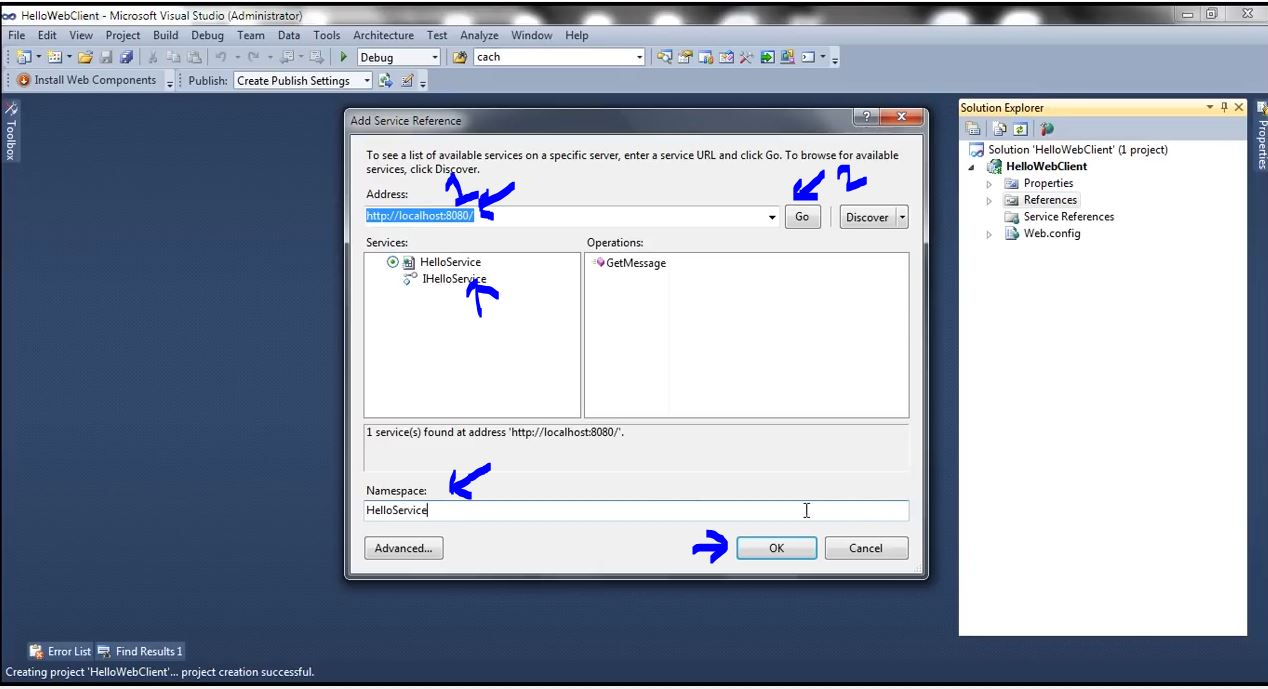 HelloWebClient - Microsoft Visual Studio (Administrator)
File Edit View Project Build Debug Team Data Tools Architecture Test Analyze Window Help
Debug cach
Install Web Components Publish: Create Publish Settings
Toolbox
Add Service Reference ?
To see a list of available services on a specific server, enter a service URL and click Go. To browse for available
services, click Discover.
1 2
Address:
http://localhost:8080/ Go Discover
Services: Operations:
HelloService GetMessage
IHelloService
1 service(s) found at address 'http://localhost:8080/'.
Namespace:
HelloService
Advanced... OK Cancel
Solution Explorer
Solution 'HelloWebClient' (1 project)
HelloWebClient
Properties
References
Service References
Web.config
Properties
Error List Find Results 1
Creating project 'HelloWebClient'... project creation successful.